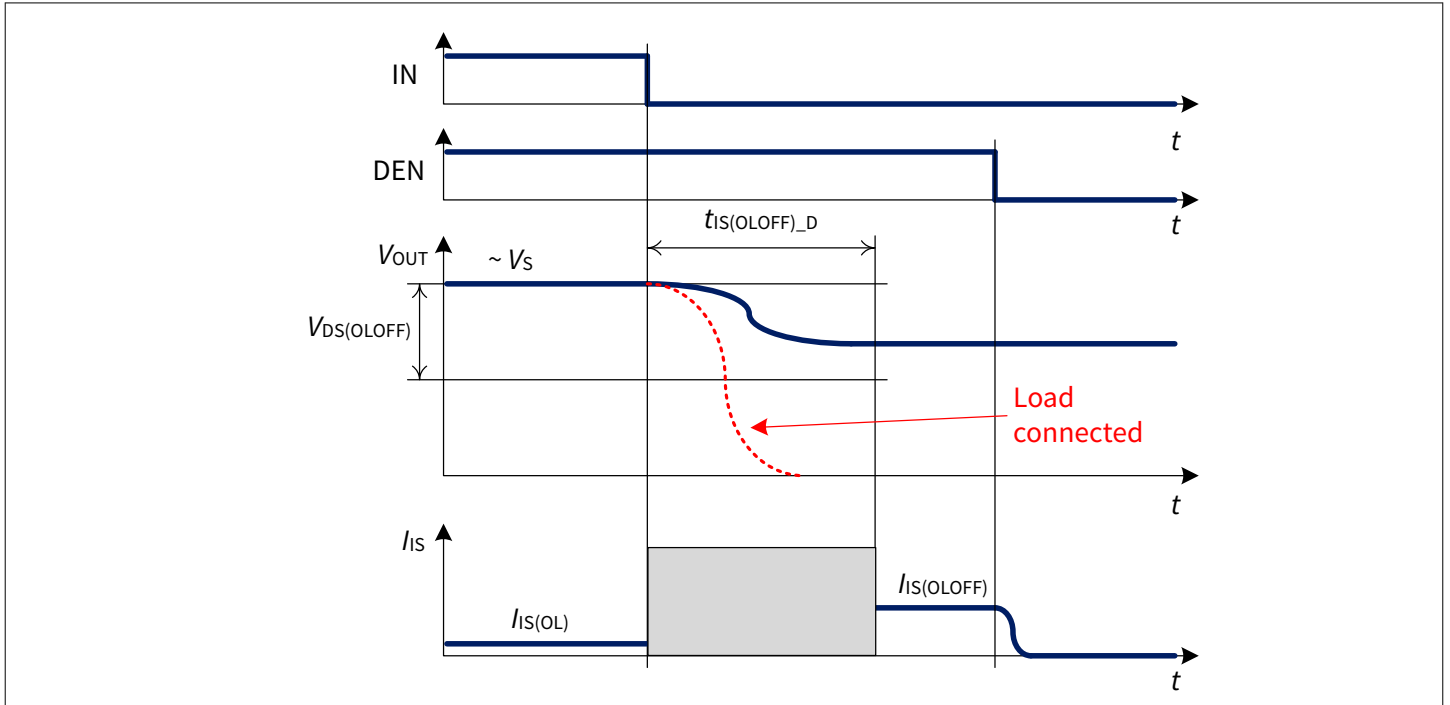 IN
t
DEN
t
tIS(OLOFF)_D
VOUT
~ VS
VDS(OLOFF)
Load
connected
t
IIS
IIS(OL)
IIS(OLOFF)
t